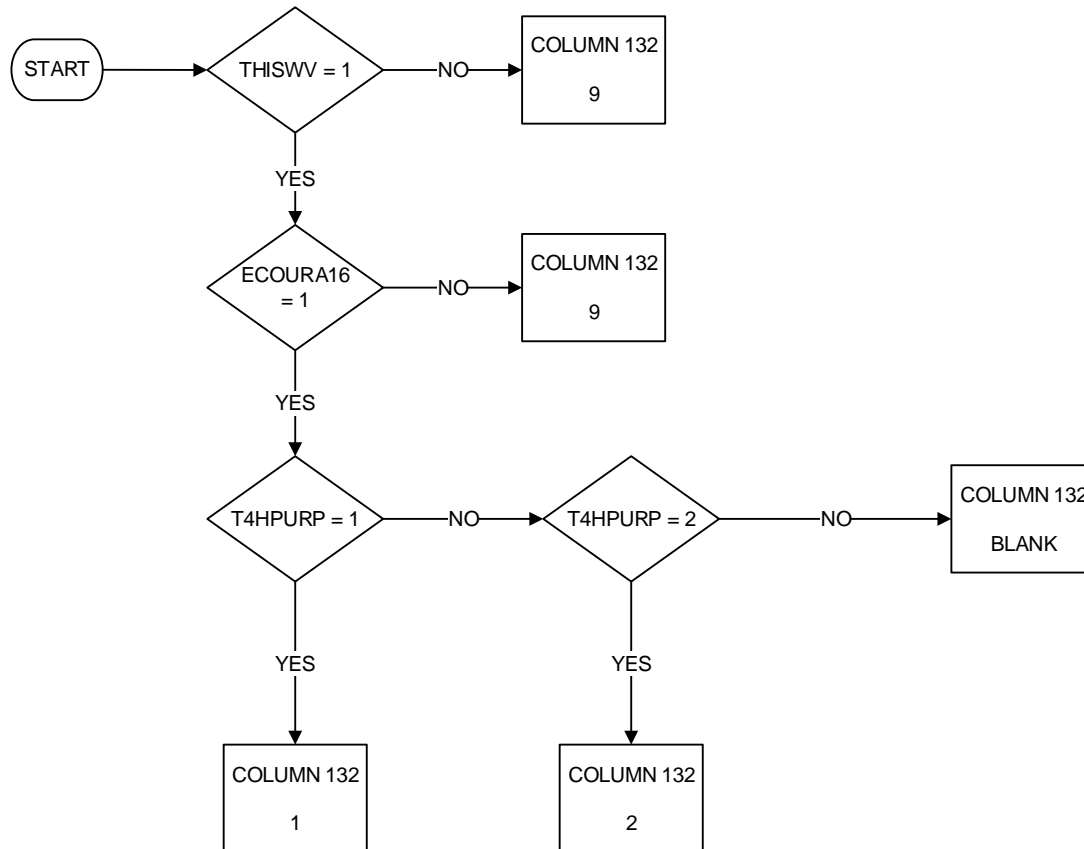 START
THISWV = 1
NO
COLUMN 132
9
YES
ECOURA16
= 1
NO
COLUMN 132
9
YES
T4HPURP = 1
NO
T4HPURP = 2
NO
COLUMN 132
BLANK
YES
YES
COLUMN 132
1
COLUMN 132
2